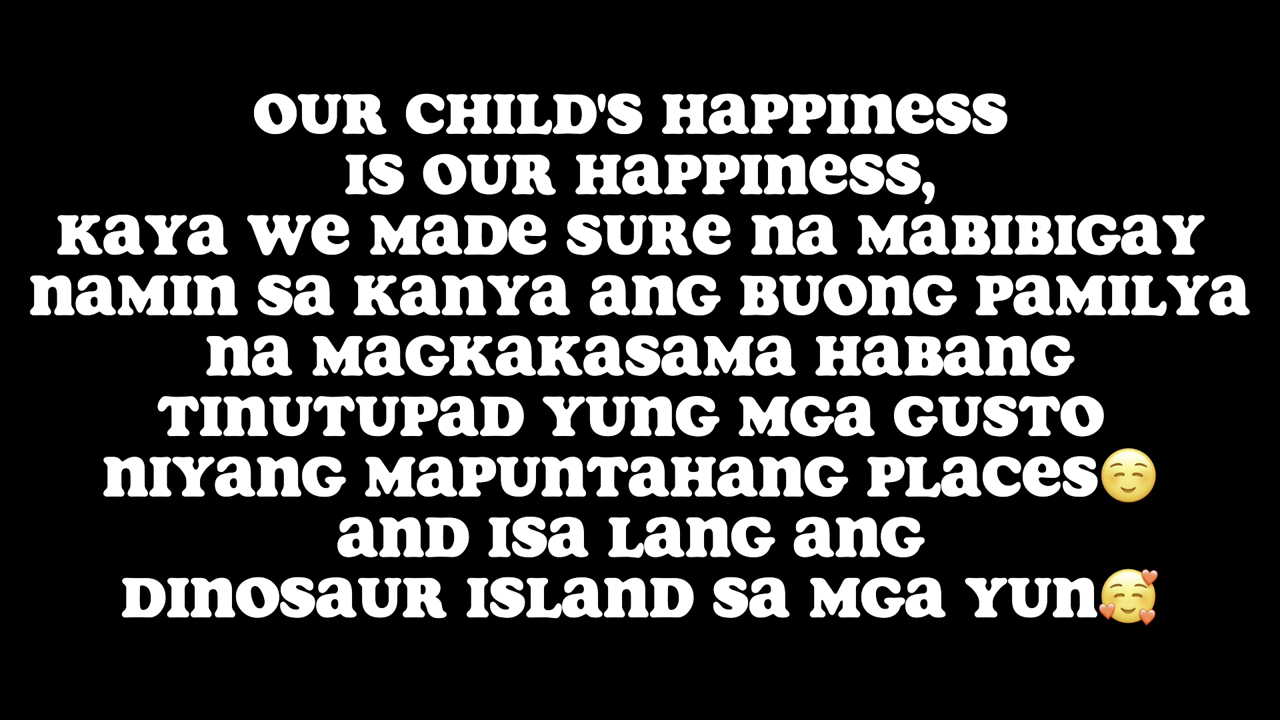 OUR CHILD'S HAPPINESS
IS OUR HAPPINESS,
KAYA WE MADE SURE NA MABIBIGAY
NAMIN SA KANYA ANG BUONG PAMILYA
NA MAGKAKASAMA HABANG
TINUTUPAD YUNG MGA GUSTO
NIYANG MAPUNTAHANG PLACES☺️
AND ISA LANG ANG
DINOSAUR ISLAND SA MGA YUN🥰